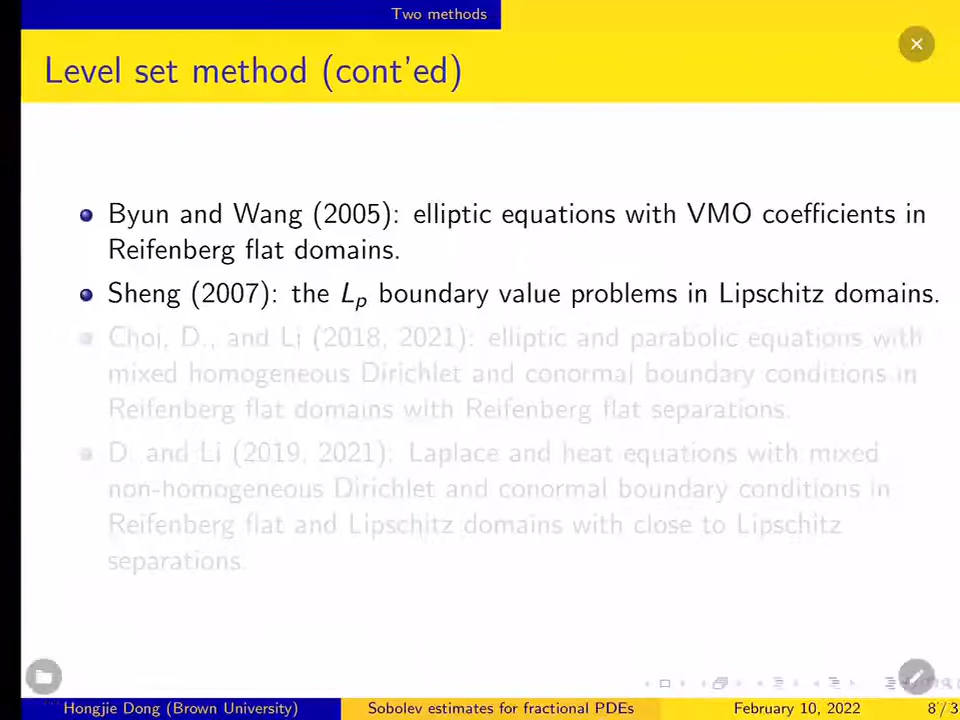 Two methods
Level set method (cont'ed)
Byun and Wang (2005): elliptic equations with VMO coefficients in
Reifenberg flat domains.
Sheng (2007): the Lp boundary value problems in Lipschitz domains.
Choi, D., and Li (2018, 2021): elliptic and parabolic equations with
mixed homogeneous Dirichlet and conormal boundary conditions in
Reifenberg flat domains with Reifenberg flat separations.
D. and Li (2019, 2021): Laplace and heat equations with mixed
non-homogeneous Dirichlet and conormal boundary conditions in
Reifenberg flat and Lipschitz domains with close to Lipschitz
separations.
Hongjie Dong (Brown University) Sobolev estimates for fractional PDEs February 10, 2022 8 / 3